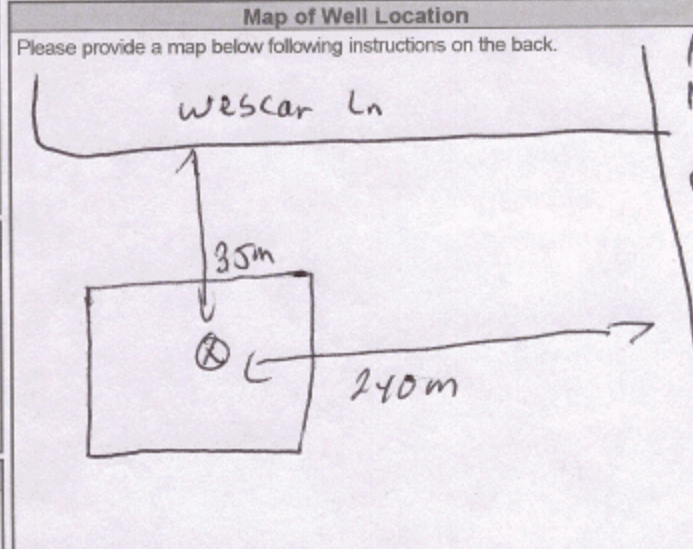 Map of Well Location
Please provide a map below following instructions on the back.
Wescar Ln
35m
240m